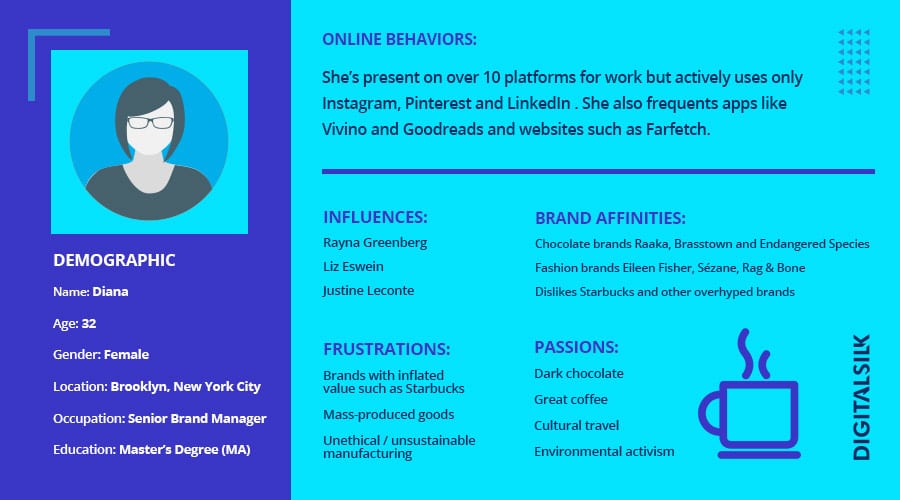 DEMOGRAPHIC
Name: Diana
Age: 32
Gender: Female
Location: Brooklyn, New York City
Occupation: Senior Brand Manager
Education: Master’s Degree (MA)
ONLINE BEHAVIORS:
She’s present on over 10 platforms for work but actively uses only
Instagram, Pinterest and LinkedIn . She also frequents apps like
Vivino and Goodreads and websites such as Farfetch.
INFLUENCES:
Rayna Greenberg
Liz Eswein
Justine Leconte
BRAND AFFINITIES:
Chocolate brands Raaka, Brasstown and Endangered Species
Fashion brands Eileen Fisher, Sézane, Rag & Bone
Dislikes Starbucks and other overhyped brands
FRUSTRATIONS:
Brands with inflated
value such as Starbucks
Mass-produced goods
Unethical / unsustainable
manufacturing
PASSIONS:
Dark chocolate
Great coffee
Cultural travel
Environmental activism
DIGITALSILK